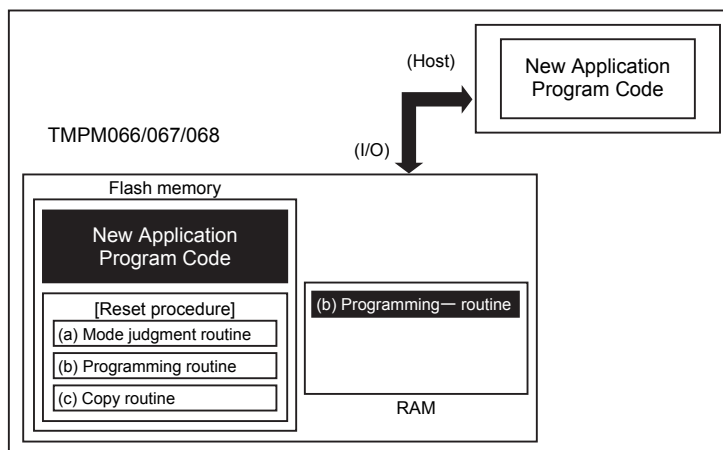 (Host)
New Application
Program Code
TMPM066/067/068
(I/O)
Flash memory
New Application
Program Code
[Reset procedure]
(a) Mode judgment routine
(b) Programming routine
(c) Copy routine
(b) Programming— routine
RAM